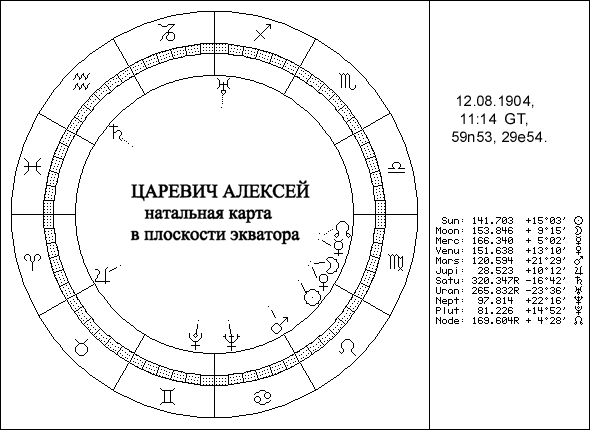 ЦАРЕВИЧ АЛЕКСЕЙ
натальная карта
в плоскости экватора
12.08.1904,
11:14 GT,
59n53, 29e54.
Sun: 141.703 +15°03' ☉
Moon: 153.846 + 9°15' ☽
Merc: 166.340 + 5°02' ☿
Venu: 151.638 +13°10' ♀
Mars: 120.594 +21°29' ♂
Jupi: 28.523 +10°12' ♃
Satu: 320.347R -16°42' ♄
Uran: 265.832R -23°36' ♅
Nept: 97.814 +22°16' ♆
Plut: 81.226 +14°52' ♇
Node: 169.604R + 4°28' ☊